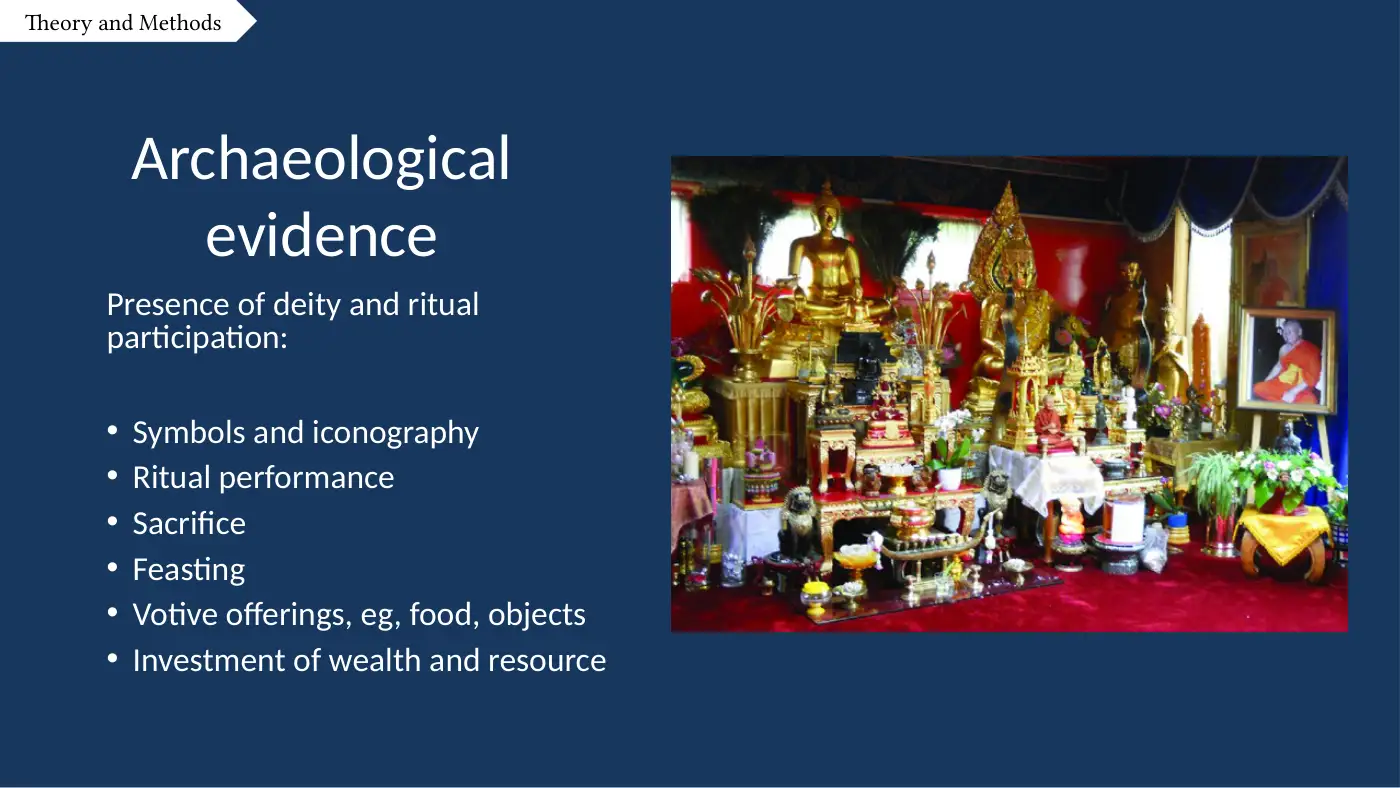 Theory and Methods
Archaeological
evidence
Presence of deity and ritual
participation:
• Symbols and iconography
• Ritual performance
• Sacrifice
• Feasting
• Votive offerings, eg, food, objects
• Investment of wealth and resource